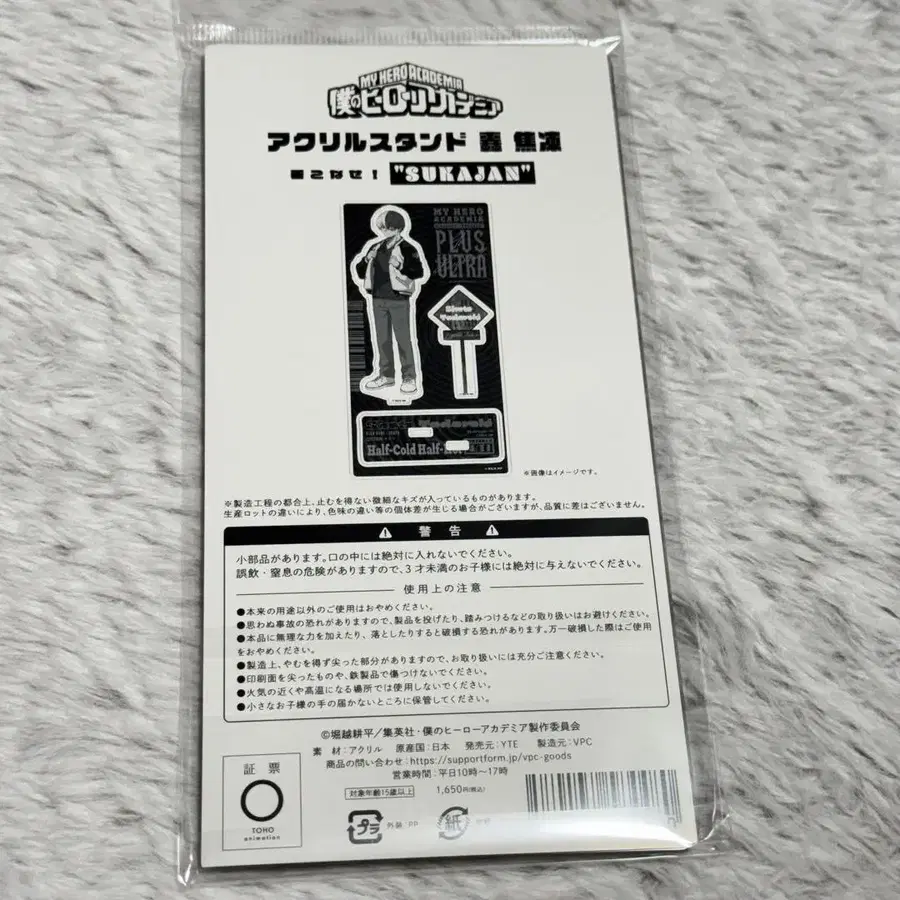 MY HERO ACADEMIA
僕のヒーローアカデミア
アクリルスタンド 轟 焦凍
着こなせ! "SUKAJAN"
MY HERO
ACADEMIA
PLUS
ULTRA
Shoto
Todoroki
Todoroki
Half-Cold Half-Hot
※画像はイメージです。
※製造工程の都合上、止むを得ない微細なキズが入っているものがあります。
生産ロットの違いにより、色味の違い等の個体差が生じる場合がございますが、品質に差はございません。
警告
小部品があります。口の中には絶対に入れないでください。
誤飲・窒息の危険がありますので、3才未満のお子様には絶対に与えないでください。
使用上の注意
●本来の用途以外のご使用はおやめください。
●思わぬ事故の恐れがありますので、製品を投げたり、踏みつけるなどの取り扱いはお避けください。
●本品に無理な力を加えたり、落としたりすると破損する恐れがあります。万一破損した際はご使用
をおやめください。
●製造上、やむを得ず尖った部分がありますので、お取り扱いには充分ご注意ください。
●印刷面を尖ったものや、鉄製品で傷つけないでください。
●火気の近くや高温になる場所では使用しないでください。
●小さなお子様の手の届かないところに保管してください。
©堀越耕平/集英社・僕のヒーローアカデミア製作委員会
素 材:アクリル 原産国:日本 発売元:YTE 製造元:VPC
商品の問い合わせ:https://supportform.jp/vpc-goods
営業時間:平日10時〜17時
対象年齢15歳以上 1,650円(税込)
証票
TOHO
animation
プラ 外装:PP 紙